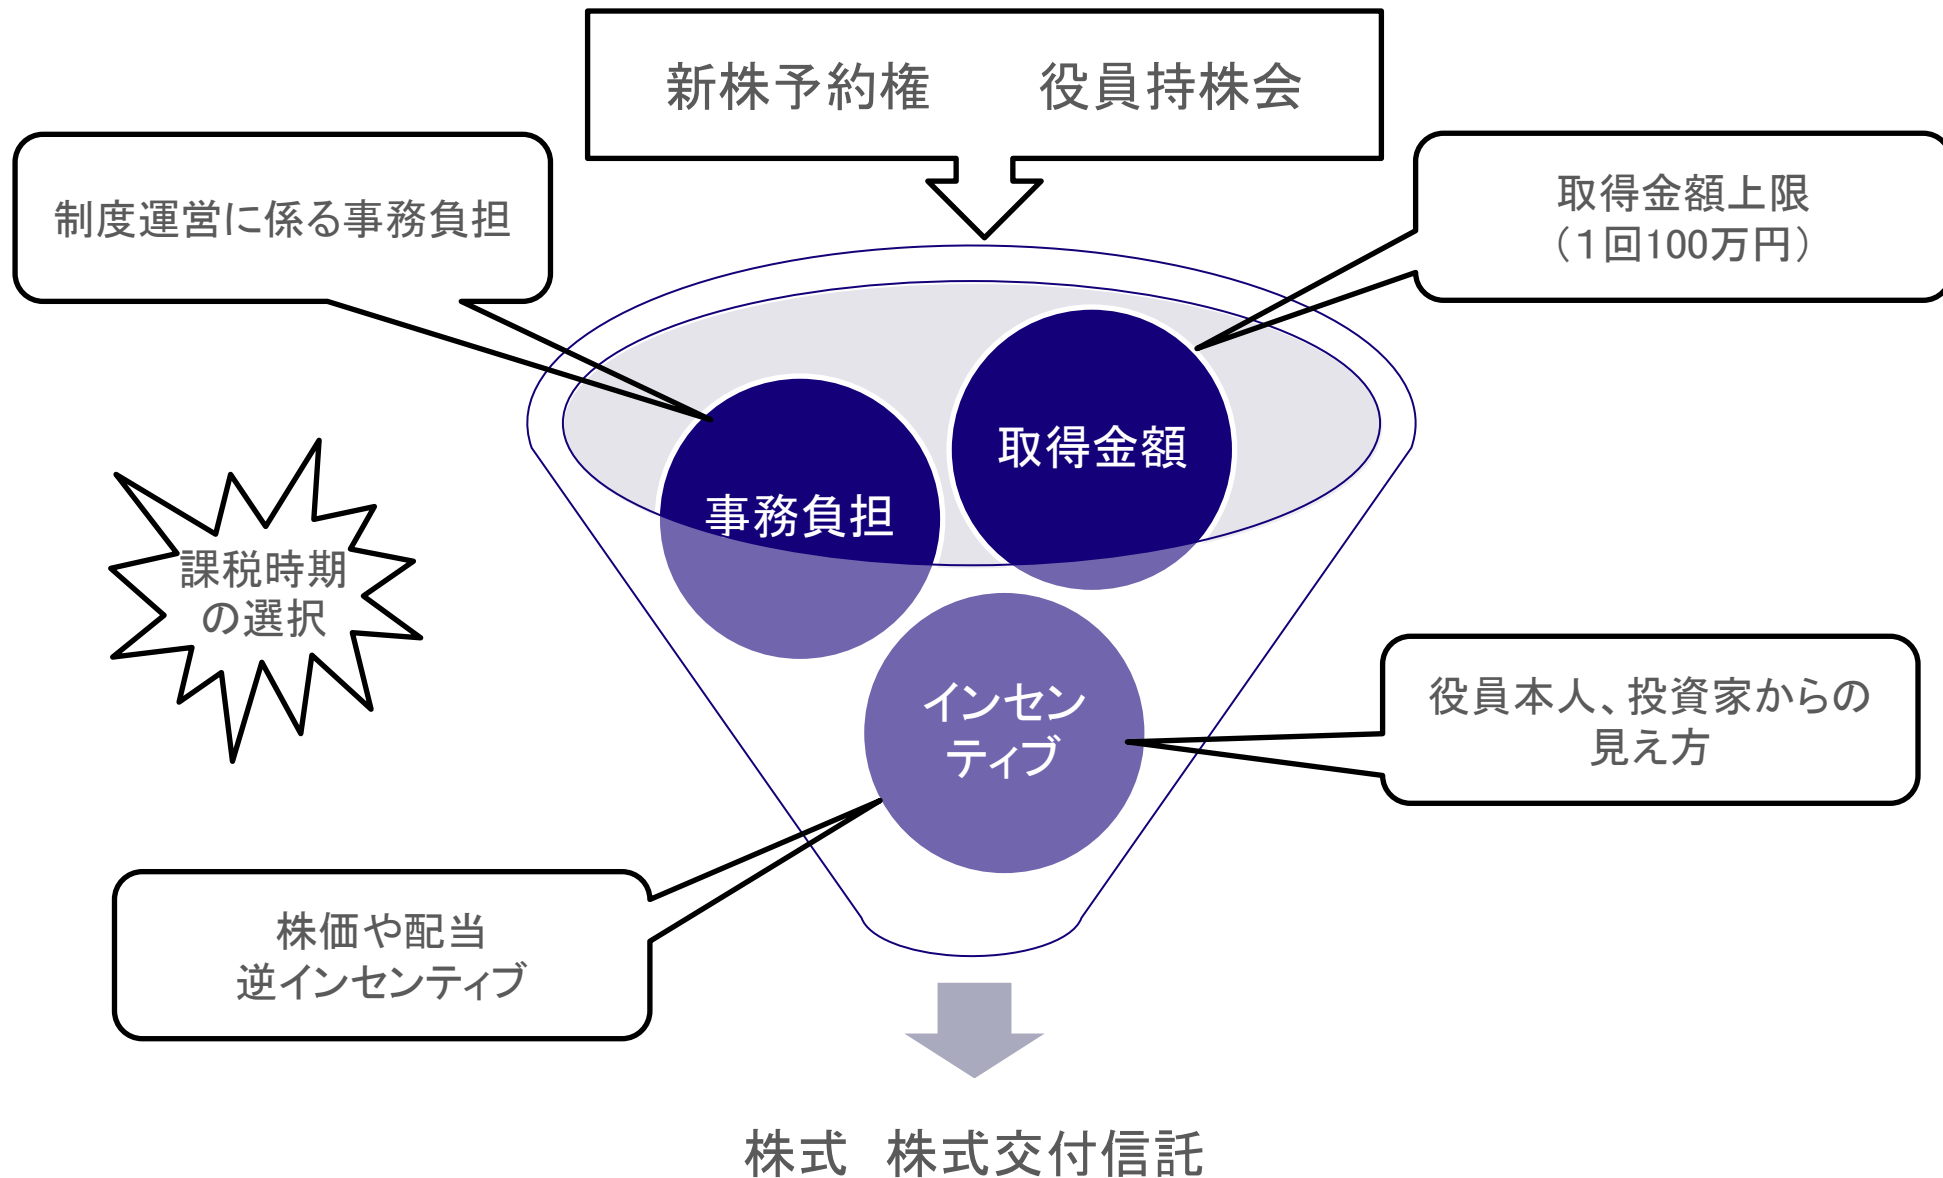 新株予約権　役員持株会
制度運営に係る事務負担
取得金額上限
（１回100万円）
取得金額
事務負担
課税時期
の選択
インセン
ティブ
役員本人、投資家からの
見え方
株価や配当
逆インセンティブ
株式　株式交付信託